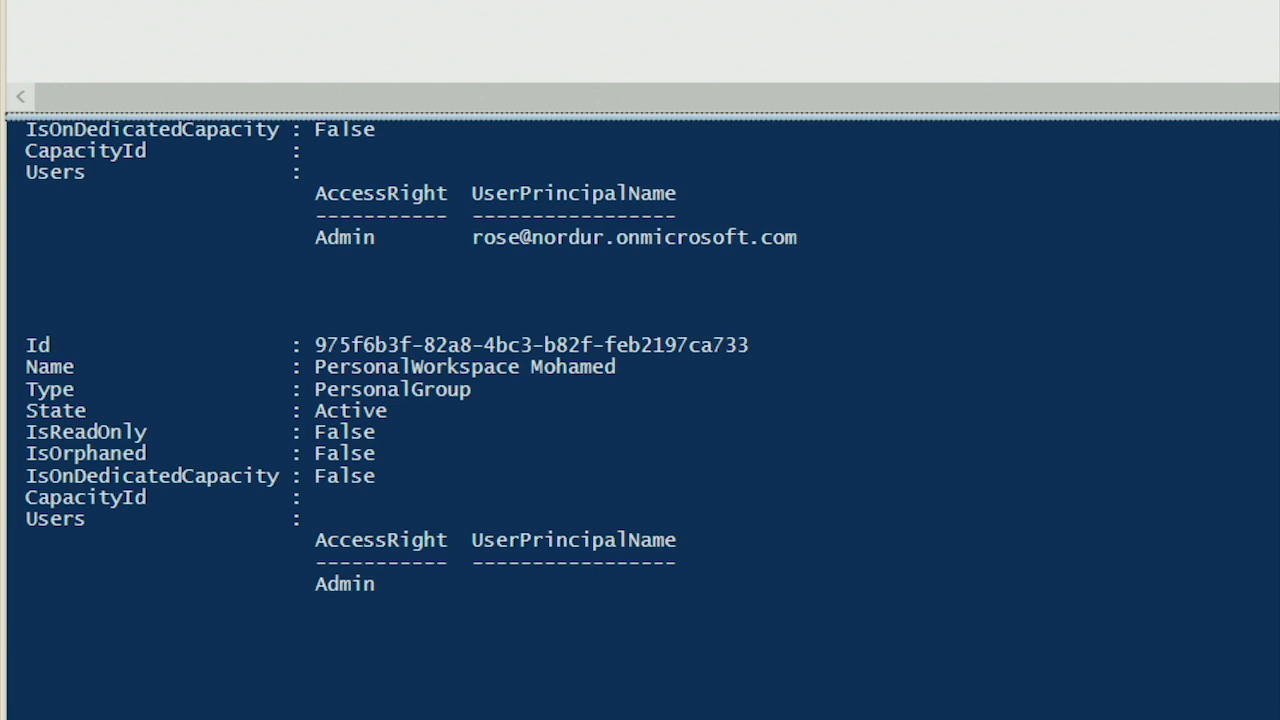 IsOnDedicatedCapacity : False
CapacityId :
Users :
AccessRight UserPrincipalName
----------- -----------------
Admin rose@nordur.onmicrosoft.com
Id : 975f6b3f-82a8-4bc3-b82f-feb2197ca733
Name : PersonalWorkspace Mohamed
Type : PersonalGroup
State : Active
IsReadOnly : False
IsOrphaned : False
IsOnDedicatedCapacity : False
CapacityId :
Users :
AccessRight UserPrincipalName
----------- -----------------
Admin